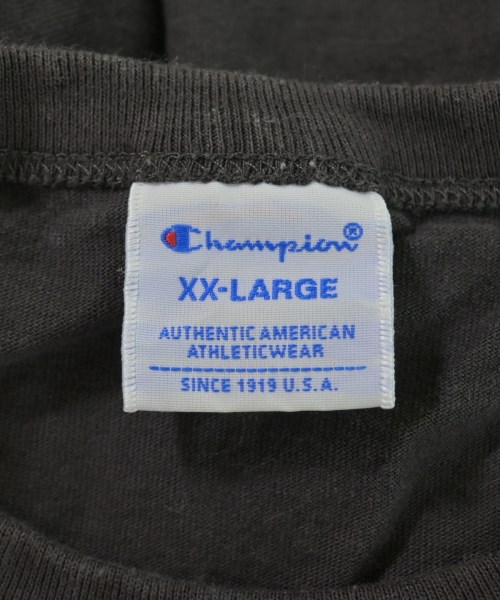 Champion®
XX-LARGE
AUTHENTIC AMERICAN
ATHLETICWEAR
SINCE 1919 U.S.A.